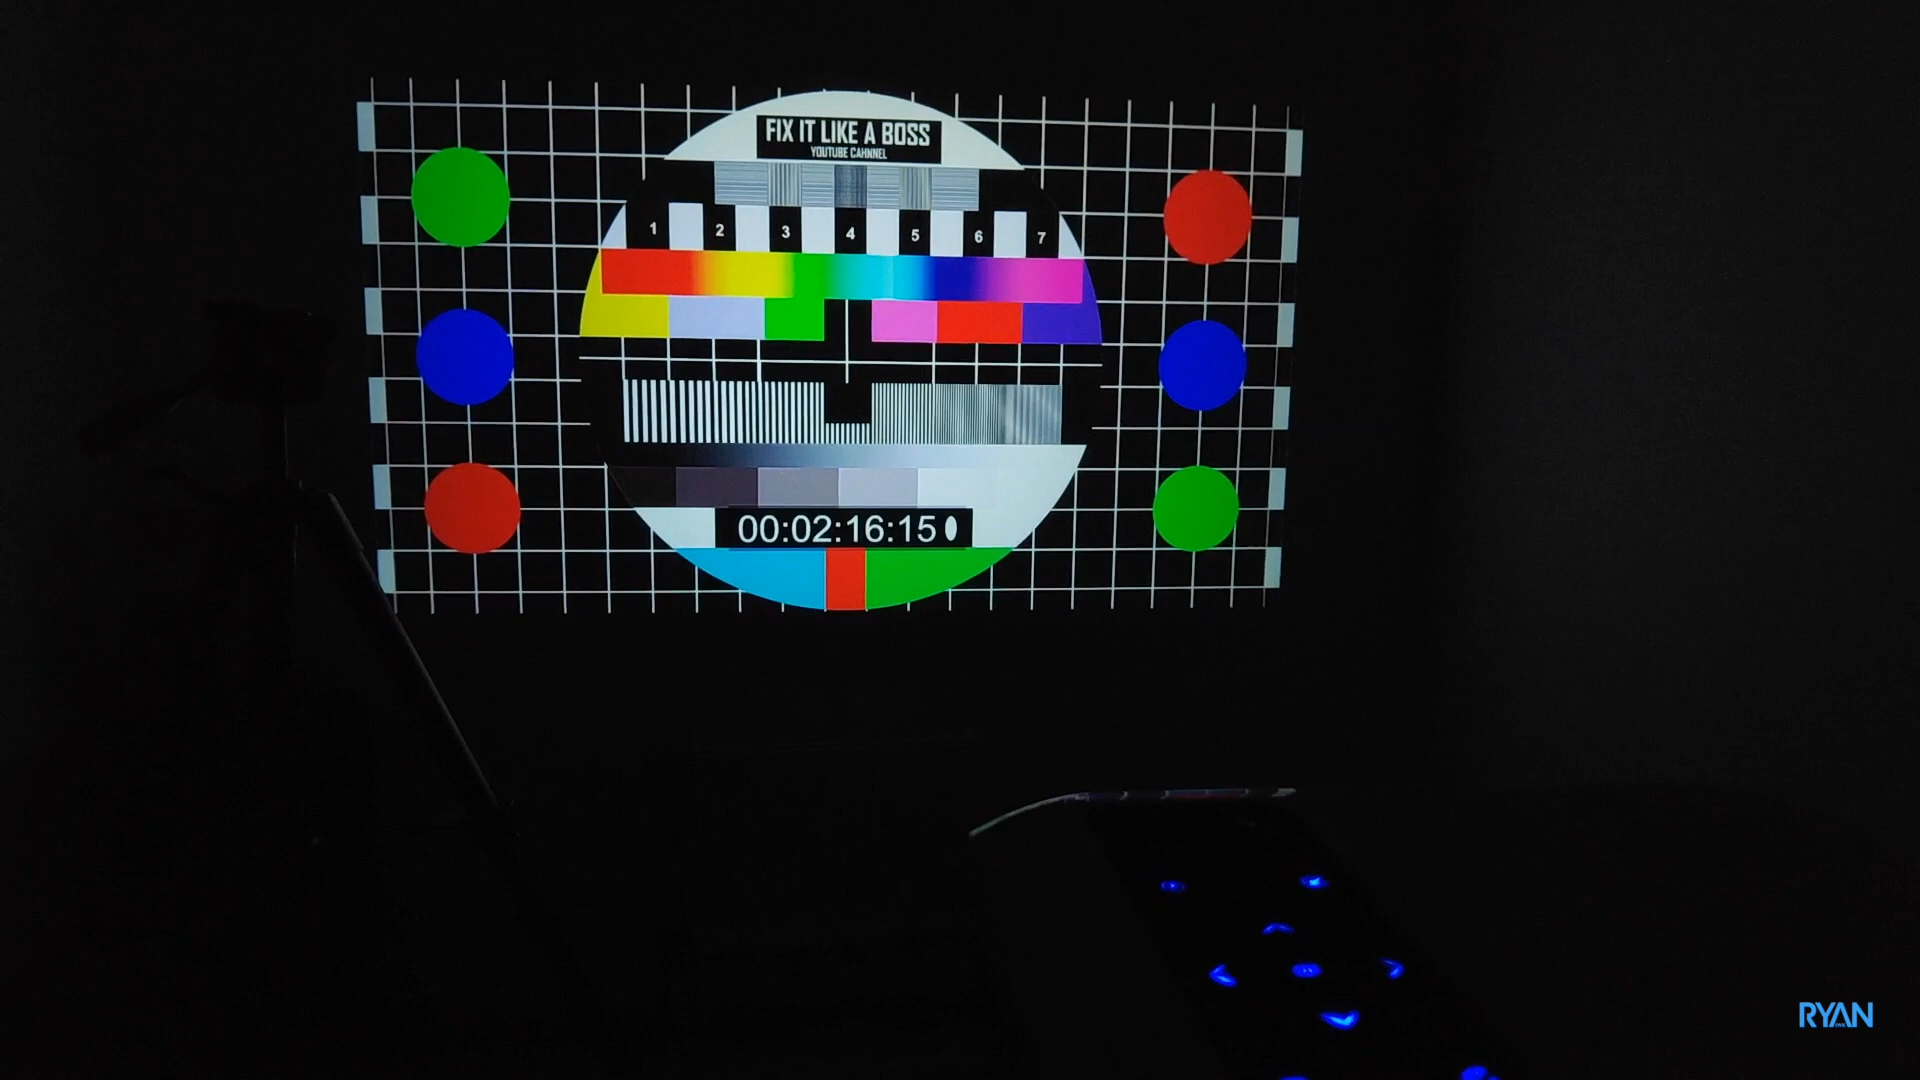 FIX IT LIKE A BOSS
YOUTUBE CAHNNEL
1 2 3 4 5 6 7
00:02:16:15
RYAN